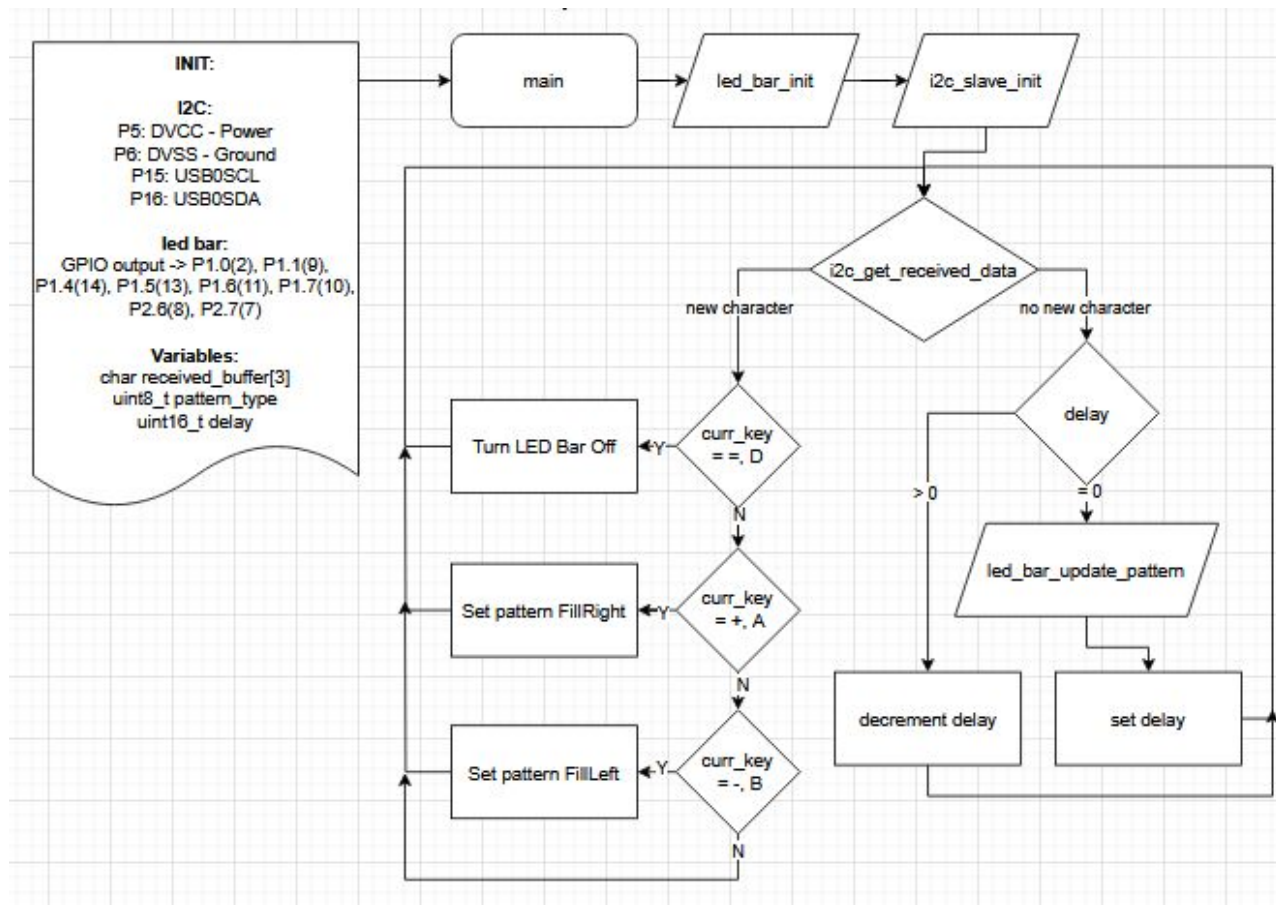 INIT:
I2C:
P5: DVCC - Power
P6: DVSS - Ground
P15: USB0SCL
P16: USB0SDA
led bar:
GPIO output -> P1.0(2), P1.1(9),
P1.4(14), P1.5(13), P1.6(11), P1.7(10),
P2.6(8), P2.7(7)
Variables:
char received_buffer[3]
uint8_t pattern_type
uint16_t delay
main
led_bar_init
i2c_slave_init
i2c_get_received_data
new character
no new character
curr_key
= =, D
Y
Turn LED Bar Off
N
curr_key
= +, A
Y
Set pattern FillRight
N
curr_key
= -, B
Y
Set pattern FillLeft
N
delay
> 0
= 0
led_bar_update_pattern
decrement delay
set delay